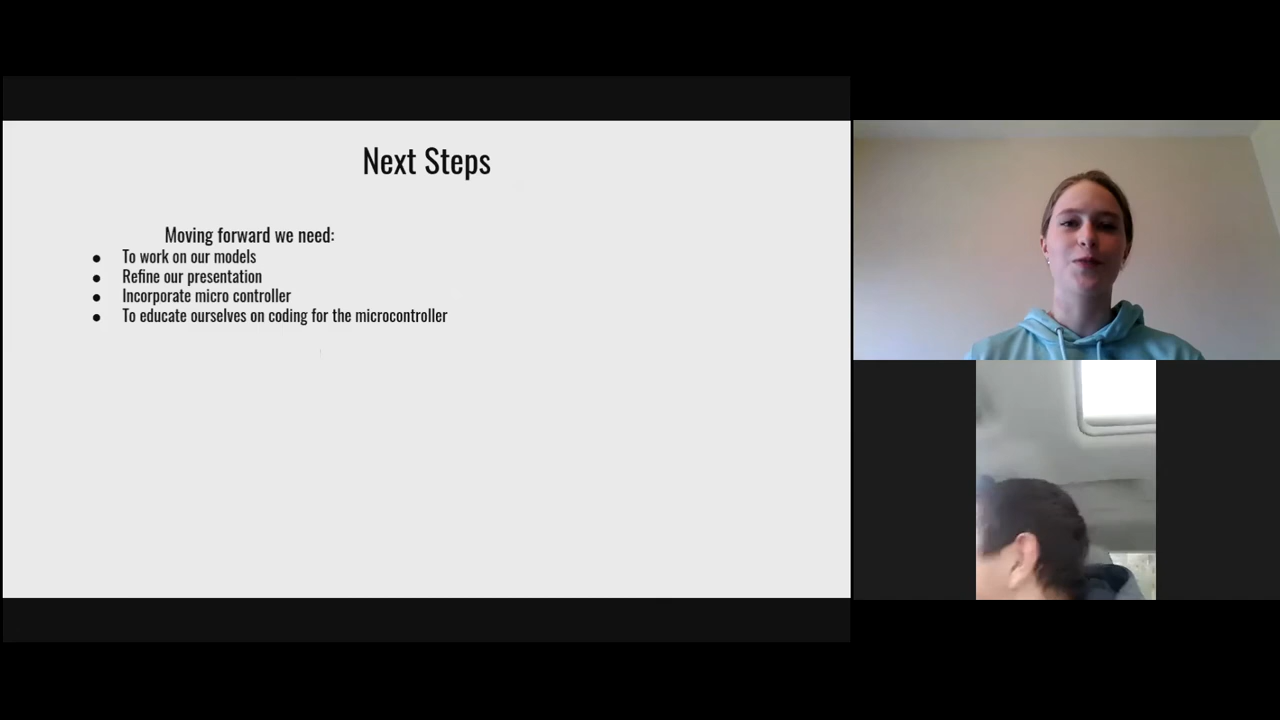 Next Steps
Moving forward we need:
● To work on our models
● Refine our presentation
● Incorporate micro controller
● To educate ourselves on coding for the microcontroller